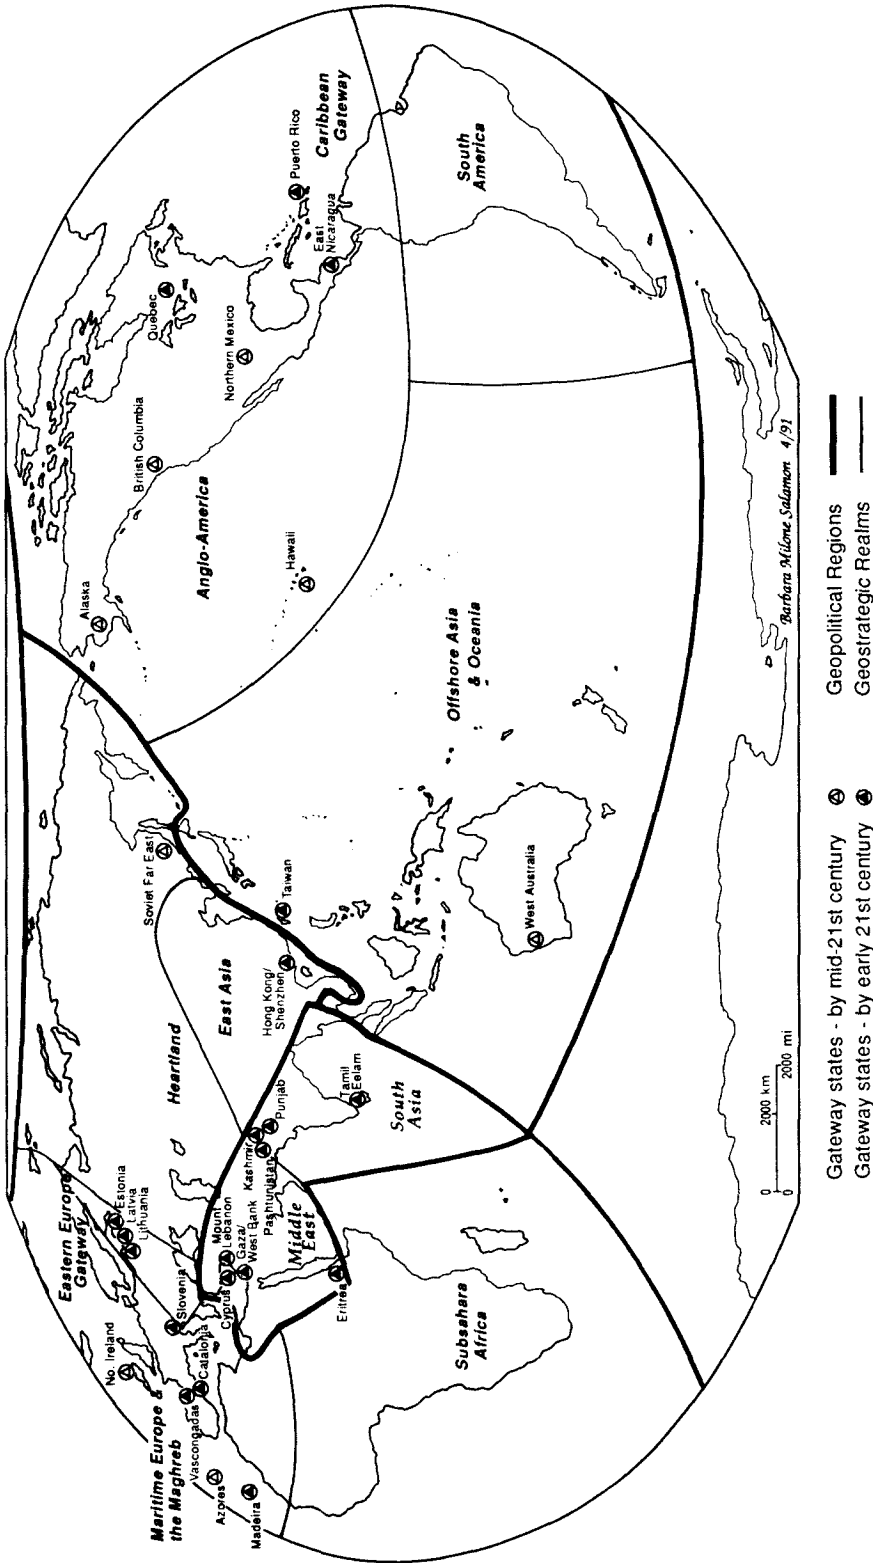 Caribbean
Gateway
Puerto Rico
South
America
East
Nicaragua
Quebec
Northern Mexico
British Columbia
Anglo-America
Hawaii
Alaska
Offshore Asia
& Oceania
Soviet Far East
Taiwan
West Australia
Hong Kong/
Shenzhen
East Asia
Heartland
Tamil
Eelam
South
Asia
Punjab
Kashmir
Pashtunistan
Middle
East
Mount
Lebanon
Gaza/
West Bank
Cyprus
Eritrea
Estonia
Latvia
Lithuania
Eastern Europe
Gateway
Slovenia
Catalonia
No. Ireland
Vascongadas
Maritime Europe &
the Maghreb
Azores
Madeira
Subsahara
Africa
0 2000 km
0 2000 mi
Barbara Milone Salamon 4/91
Gateway states - by mid-21st century
Gateway states - by early 21st century
Geopolitical Regions
Geostrategic Realms